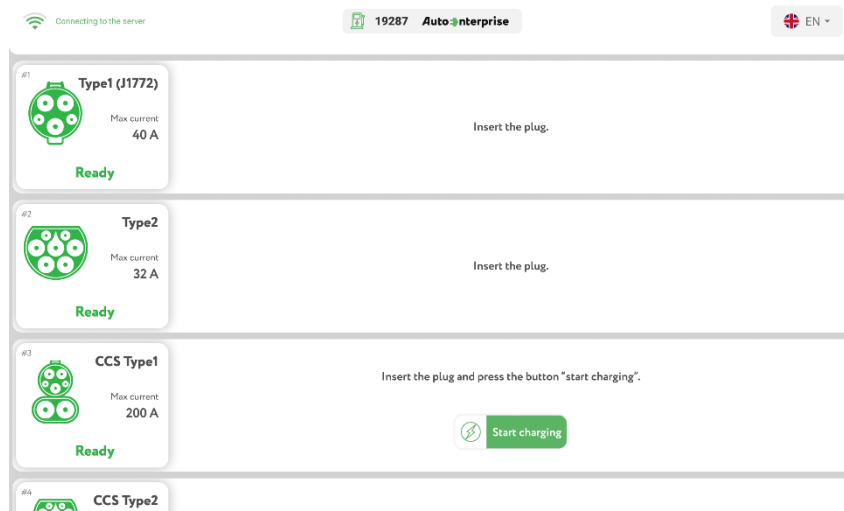 Connecting to the server
19287 AutoEnterprise
EN
#1
Type1 (J1772)
Max current
40 A
Ready
Insert the plug.
#2
Type2
Max current
32 A
Ready
Insert the plug.
#3
CCS Type1
Max current
200 A
Ready
Insert the plug and press the button "start charging".
Start charging
#4
CCS Type2